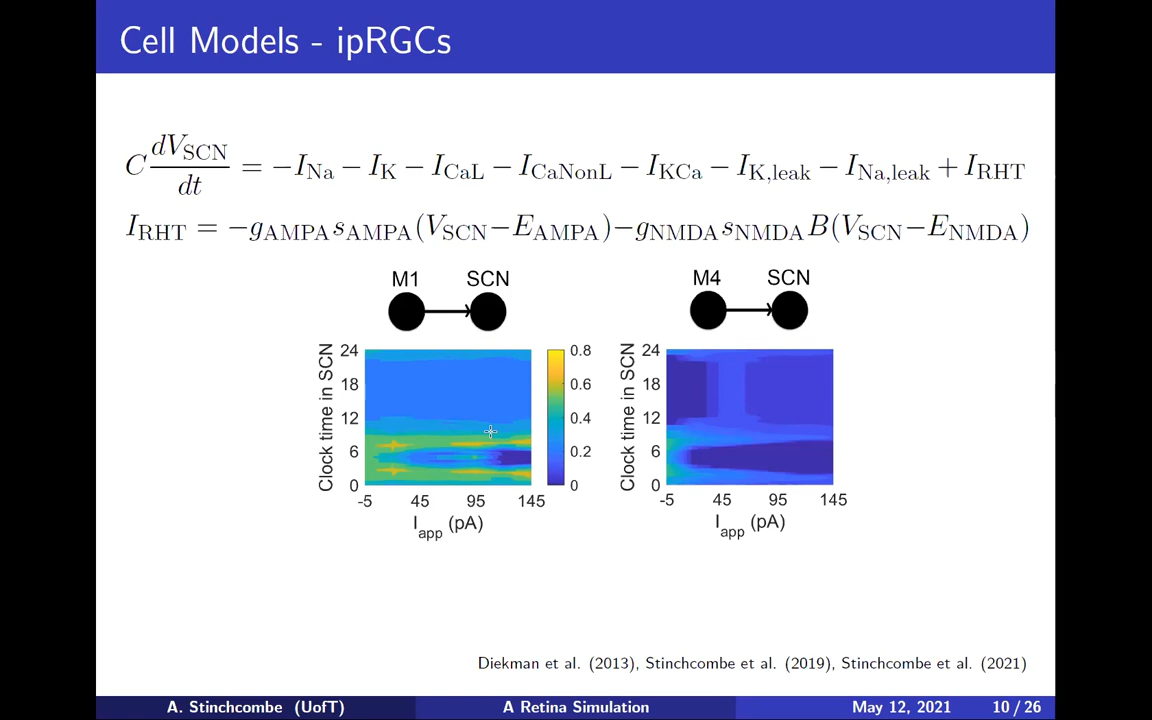 Cell Models - ipRGCs
C dV_SCN/dt = −I_Na − I_K − I_CaL − I_CaNonL − I_KCa − I_K,leak − I_Na,leak + I_RHT
I_RHT = −g_AMPA s_AMPA (V_SCN−E_AMPA)−g_NMDA s_NMDA B(V_SCN−E_NMDA)
M1 SCN
M4 SCN
Clock time in SCN
24
18
12
6
0
-5 45 95 145
I_app (pA)
0.8
0.6
0.4
0.2
0
Clock time in SCN
24
18
12
6
0
-5 45 95 145
I_app (pA)
Diekman et al. (2013), Stinchcombe et al. (2019), Stinchcombe et al. (2021)
A. Stinchcombe (UofT) A Retina Simulation May 12, 2021 10 / 26